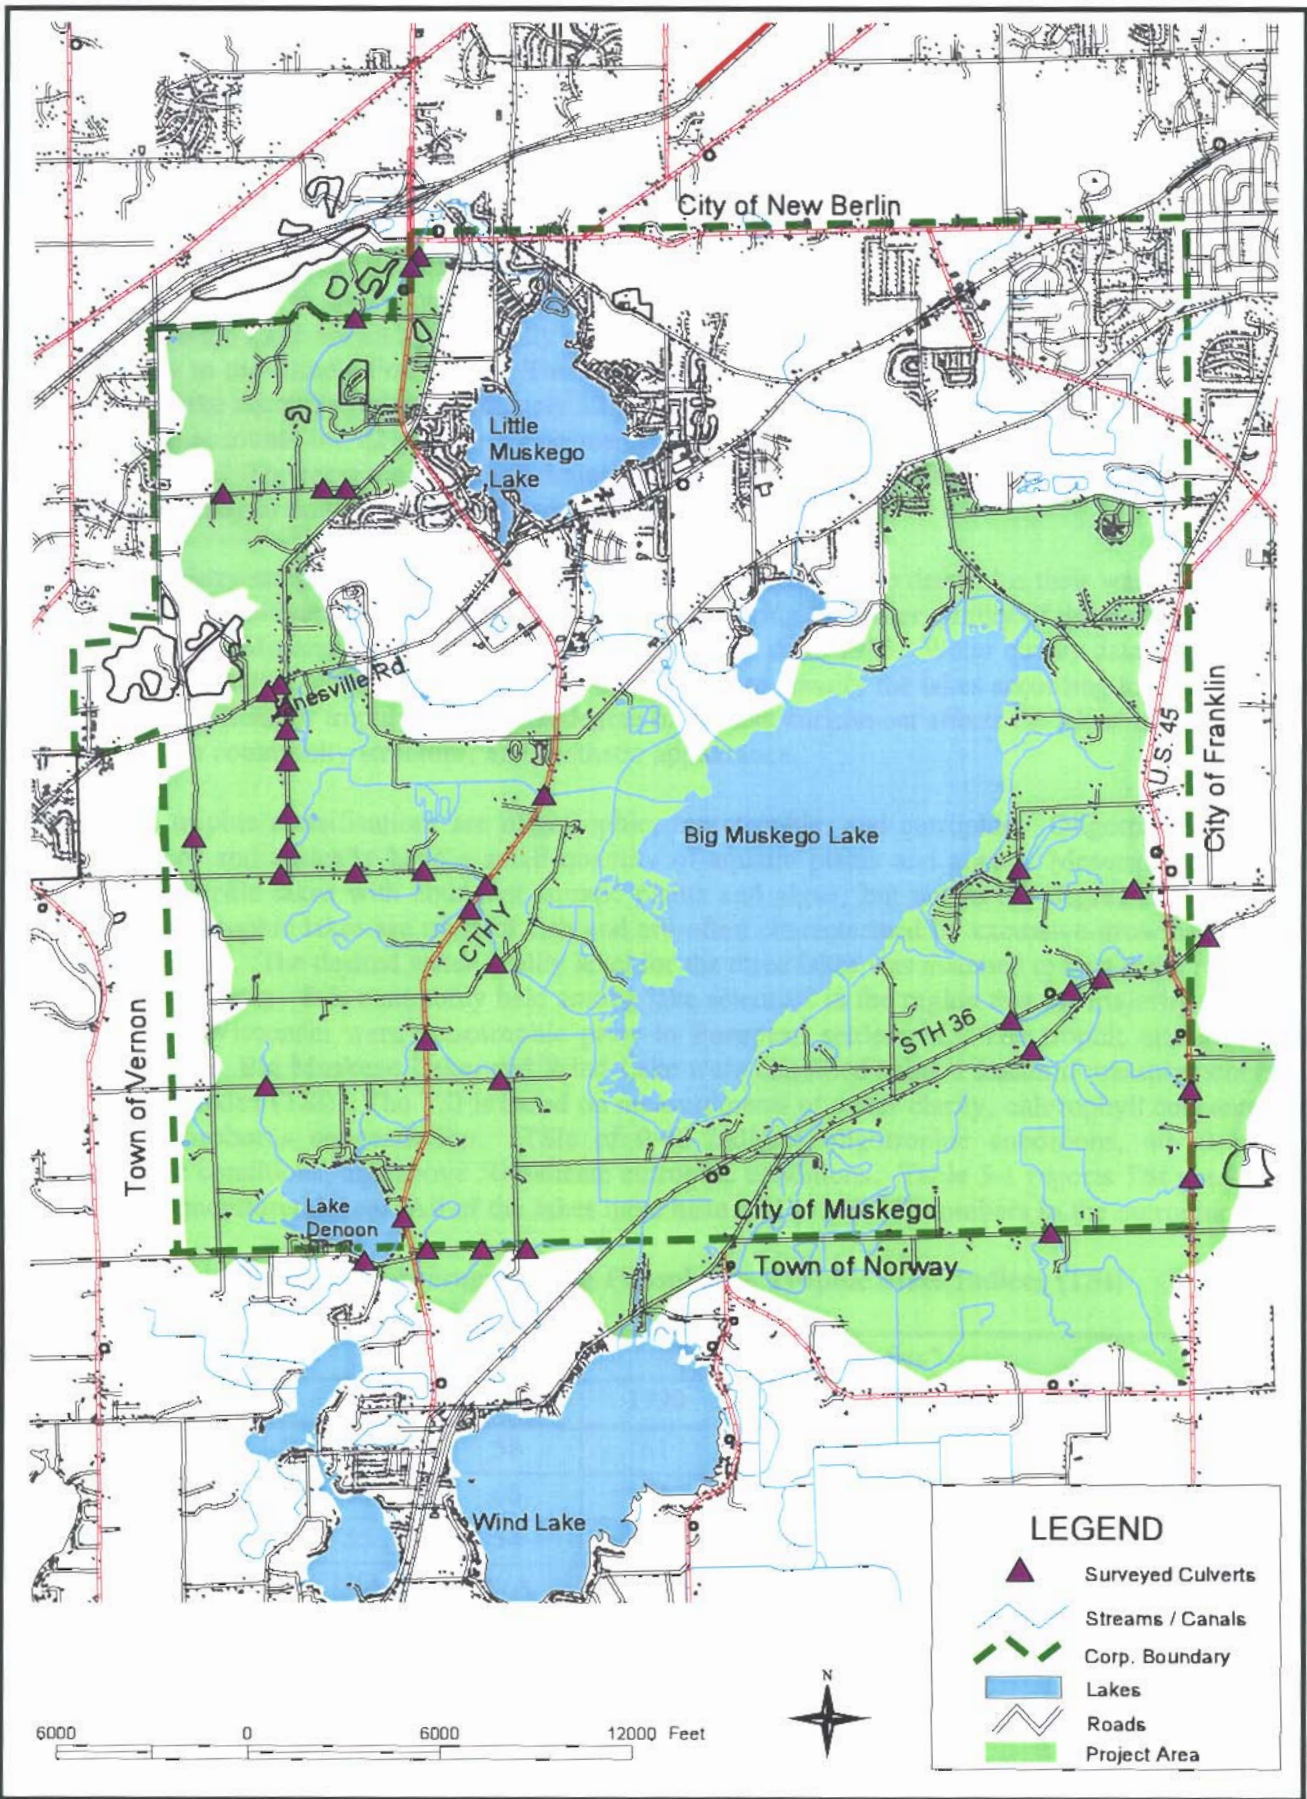 City of New Berlin
Little
Muskego
Lake
Janesville Rd
U.S. 45
City of Franklin
Big Muskego Lake
CTH Y
STH 36
Town of Vernon
Lake
Denoon
City of Muskego
Town of Norway
Wind Lake
LEGEND
Surveyed Culverts
Streams / Canals
Corp. Boundary
Lakes
Roads
Project Area
N
6000 0 6000 12000 Feet